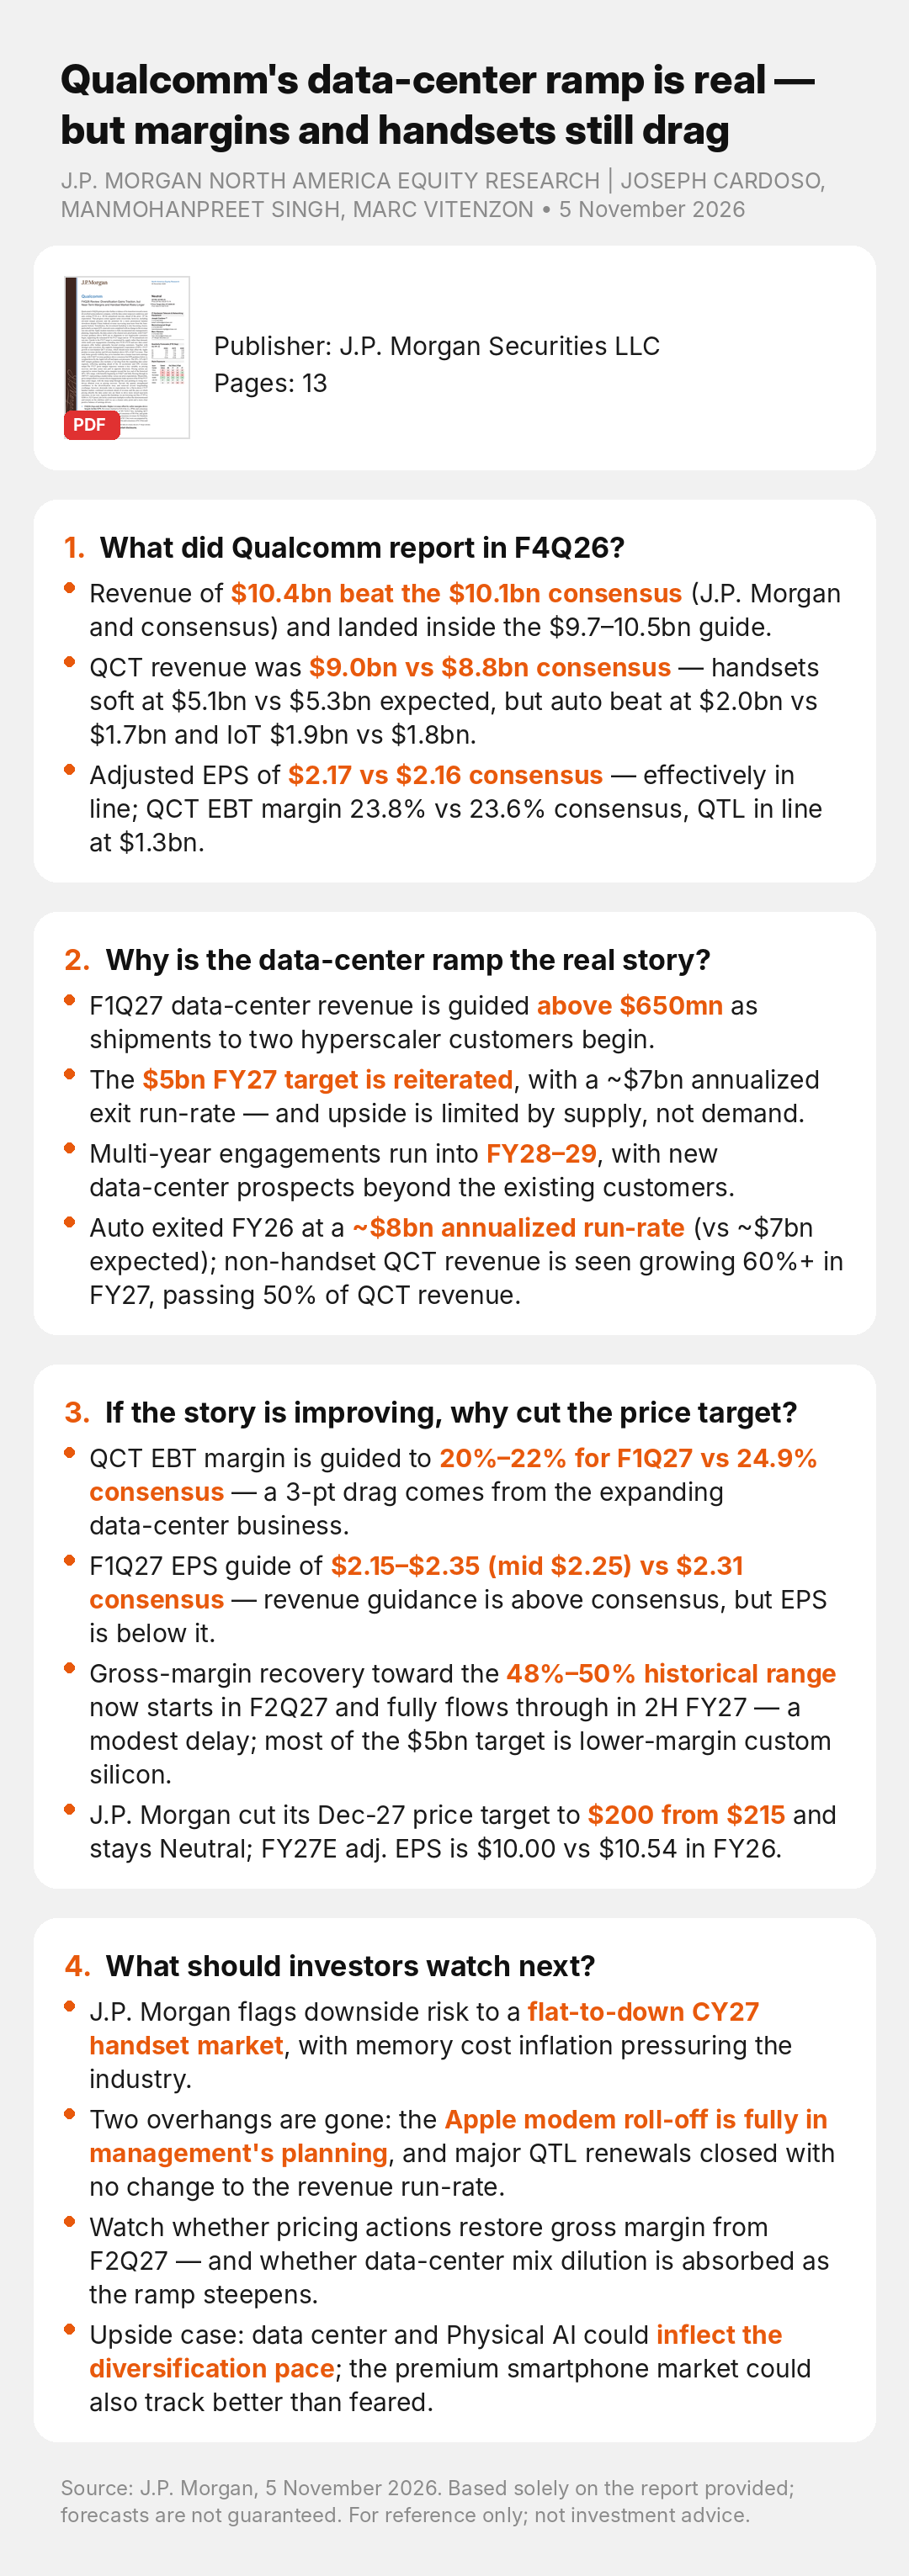 Qualcomm's data-center ramp is real —
but margins and handsets still drag
J.P. MORGAN NORTH AMERICA EQUITY RESEARCH | JOSEPH CARDOSO,
MANMOHANPREET SINGH, MARC VITENZON • 5 November 2026
J.P.Morgan
Qualcomm
Neutral
PDF
Publisher: J.P. Morgan Securities LLC
Pages: 13
1. What did Qualcomm report in F4Q26?
• Revenue of $10.4bn beat the $10.1bn consensus (J.P. Morgan
and consensus) and landed inside the $9.7–10.5bn guide.
• QCT revenue was $9.0bn vs $8.8bn consensus — handsets
soft at $5.1bn vs $5.3bn expected, but auto beat at $2.0bn vs
$1.7bn and IoT $1.9bn vs $1.8bn.
• Adjusted EPS of $2.17 vs $2.16 consensus — effectively in
line; QCT EBT margin 23.8% vs 23.6% consensus, QTL in line
at $1.3bn.
2. Why is the data-center ramp the real story?
• F1Q27 data-center revenue is guided above $650mn as
shipments to two hyperscaler customers begin.
• The $5bn FY27 target is reiterated, with a ~$7bn annualized
exit run-rate — and upside is limited by supply, not demand.
• Multi-year engagements run into FY28–29, with new
data-center prospects beyond the existing customers.
• Auto exited FY26 at a ~$8bn annualized run-rate (vs ~$7bn
expected); non-handset QCT revenue is seen growing 60%+ in
FY27, passing 50% of QCT revenue.
3. If the story is improving, why cut the price target?
• QCT EBT margin is guided to 20%–22% for F1Q27 vs 24.9%
consensus — a 3-pt drag comes from the expanding
data-center business.
• F1Q27 EPS guide of $2.15–$2.35 (mid $2.25) vs $2.31
consensus — revenue guidance is above consensus, but EPS
is below it.
• Gross-margin recovery toward the 48%–50% historical range
now starts in F2Q27 and fully flows through in 2H FY27 — a
modest delay; most of the $5bn target is lower-margin custom
silicon.
• J.P. Morgan cut its Dec-27 price target to $200 from $215 and
stays Neutral; FY27E adj. EPS is $10.00 vs $10.54 in FY26.
4. What should investors watch next?
• J.P. Morgan flags downside risk to a flat-to-down CY27
handset market, with memory cost inflation pressuring the
industry.
• Two overhangs are gone: the Apple modem roll-off is fully in
management's planning, and major QTL renewals closed with
no change to the revenue run-rate.
• Watch whether pricing actions restore gross margin from
F2Q27 — and whether data-center mix dilution is absorbed as
the ramp steepens.
• Upside case: data center and Physical AI could inflect the
diversification pace; the premium smartphone market could
also track better than feared.
Source: J.P. Morgan, 5 November 2026. Based solely on the report provided;
forecasts are not guaranteed. For reference only; not investment advice.